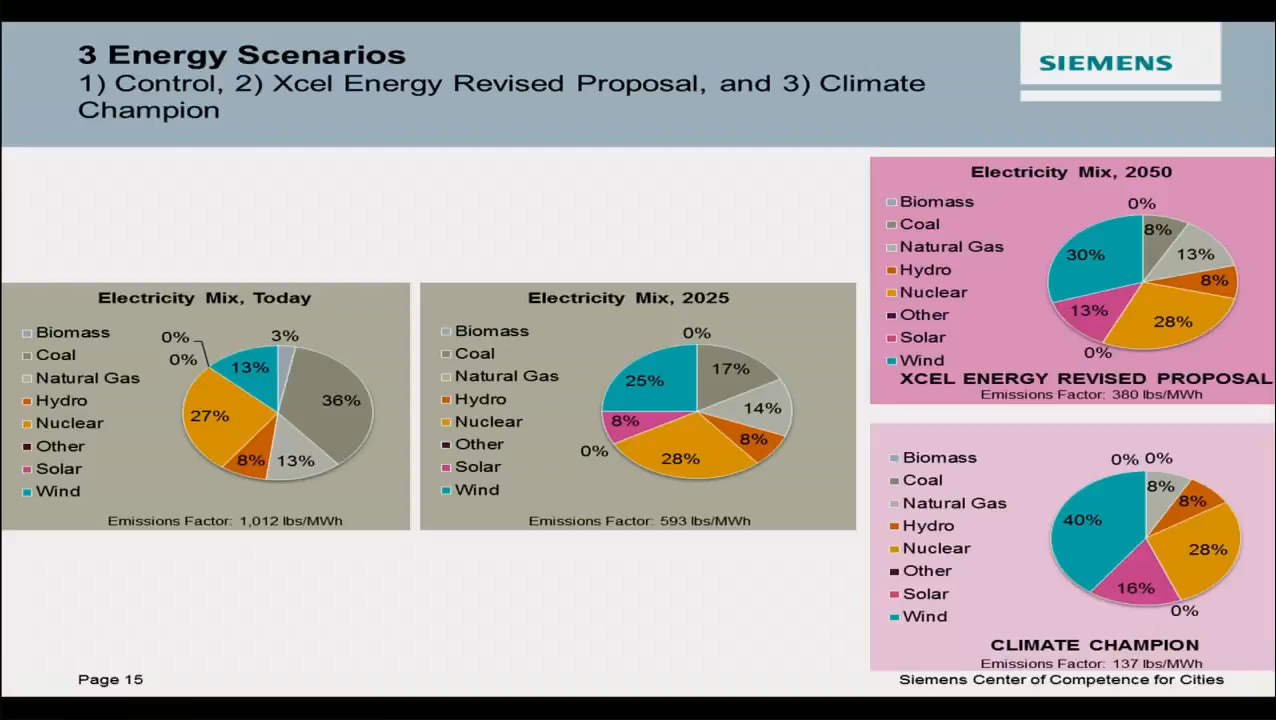 3 Energy Scenarios
1) Control, 2) Xcel Energy Revised Proposal, and 3) Climate
Champion
SIEMENS
Electricity Mix, Today
Biomass
Coal
Natural Gas
Hydro
Nuclear
Other
Solar
Wind
0%
3%
0%
13%
36%
27%
8%
13%
Emissions Factor: 1,012 lbs/MWh
Electricity Mix, 2025
Biomass
Coal
Natural Gas
Hydro
Nuclear
Other
Solar
Wind
0%
17%
25%
14%
8%
8%
0%
28%
Emissions Factor: 593 lbs/MWh
Electricity Mix, 2050
Biomass
Coal
Natural Gas
Hydro
Nuclear
Other
Solar
Wind
0%
8%
30%
13%
8%
13%
28%
0%
XCEL ENERGY REVISED PROPOSAL
Emissions Factor: 380 lbs/MWh
Biomass
Coal
Natural Gas
Hydro
Nuclear
Other
Solar
Wind
0% 0%
8%
8%
40%
28%
16%
0%
CLIMATE CHAMPION
Emissions Factor: 137 lbs/MWh
Page 15
Siemens Center of Competence for Cities